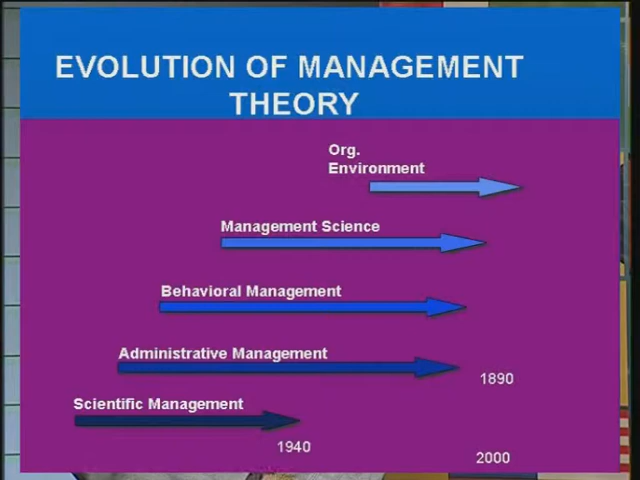 EVOLUTION OF MANAGEMENT
THEORY
Org.
Environment
Management Science
Behavioral Management
Administrative Management
1890
Scientific Management
1940
2000